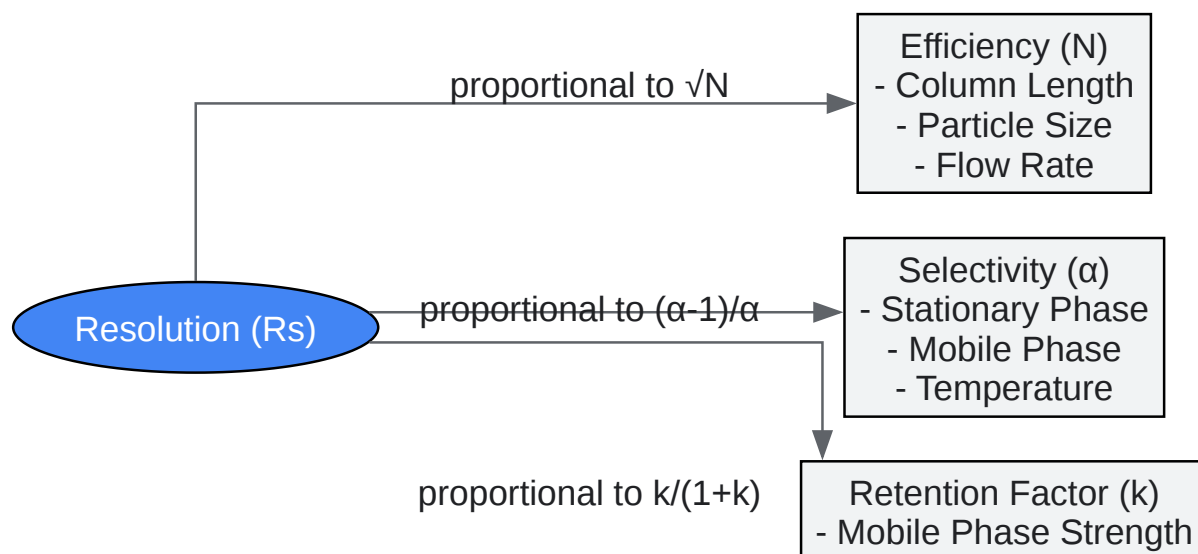 proportional to √N
Efficiency (N)
- Column Length
- Particle Size
- Flow Rate
Resolution (Rs)
proportional to (α-1)/α
Selectivity (α)
- Stationary Phase
- Mobile Phase
- Temperature
proportional to k/(1+k)
Retention Factor (k)
- Mobile Phase Strength